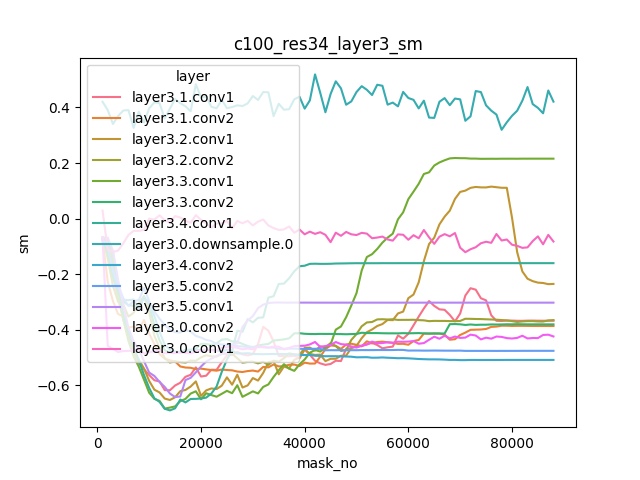 c100_res34_layer3_sm
layer
layer3.1.conv1
layer3.1.conv2
layer3.2.conv1
layer3.2.conv2
layer3.3.conv1
layer3.3.conv2
layer3.4.conv1
layer3.0.downsample.0
layer3.4.conv2
layer3.5.conv2
layer3.5.conv1
layer3.0.conv2
layer3.0.conv1
0.4
0.2
0.0
−0.2
−0.4
−0.6
sm
0 20000 40000 60000 80000
mask_no